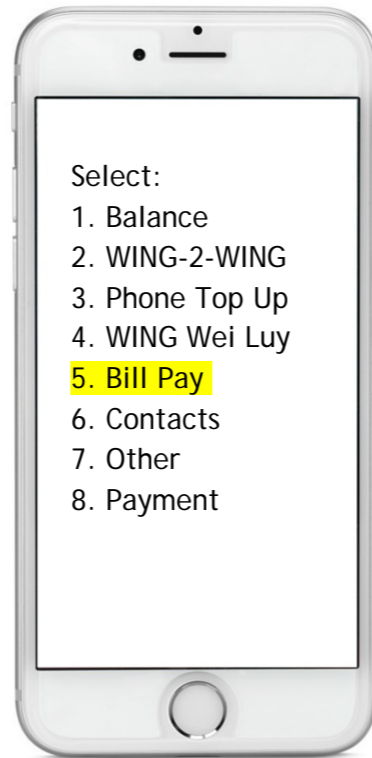 Select:
1. Balance
2. WING-2-WING
3. Phone Top Up
4. WING Wei Luy
5. Bill Pay
6. Contacts
7. Other
8. Payment